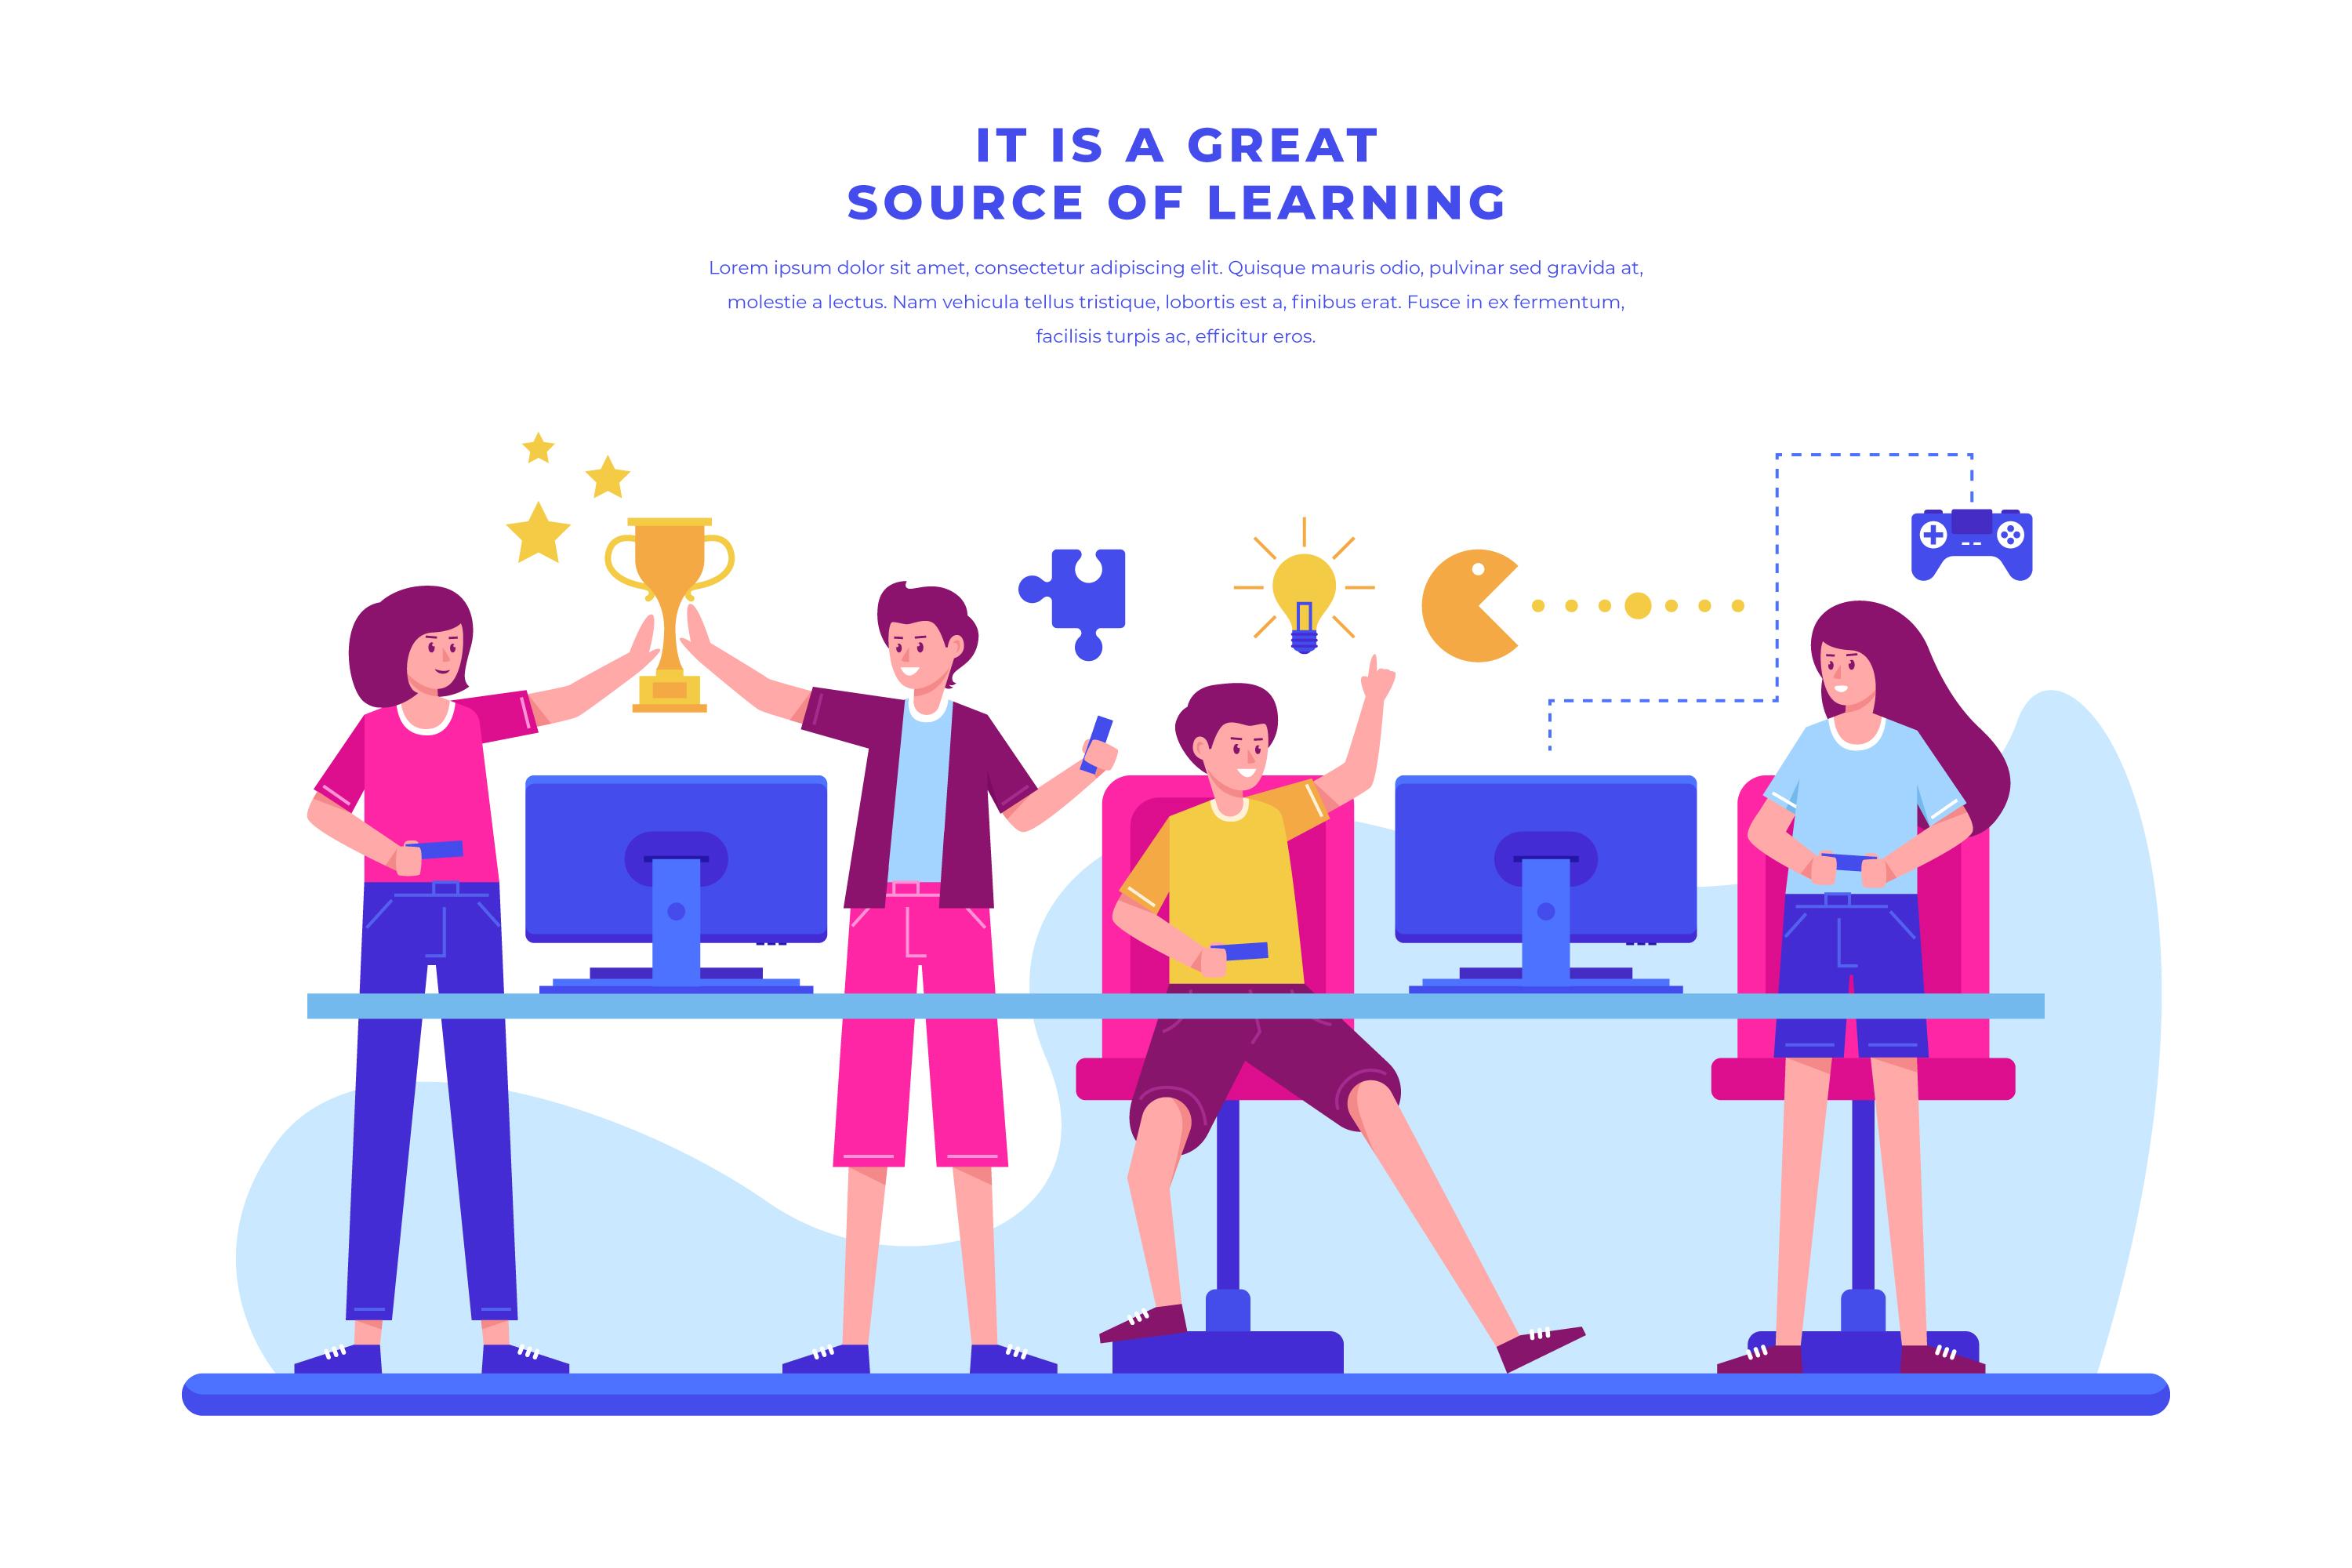 IT IS A GREAT
SOURCE OF LEARNING
Lorem ipsum dolor sit amet, consectetur adipiscing elit. Quisque mauris odio, pulvinar sed gravida at,
molestie a lectus. Nam vehicula tellus tristique, lobortis est a, finibus erat. Fusce in ex fermentum,
facilisis turpis ac, efficitur eros.